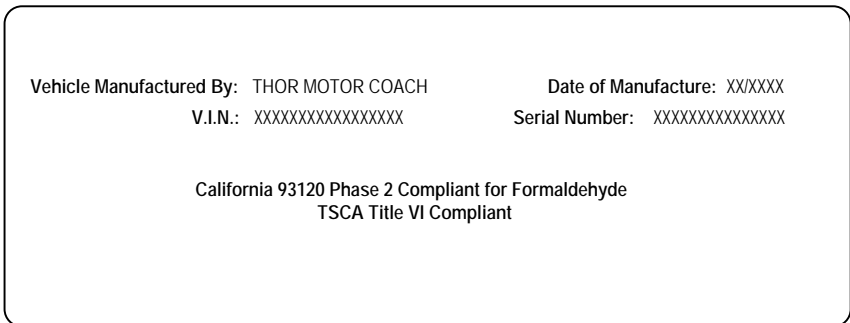 Vehicle Manufactured By: THOR MOTOR COACH Date of Manufacture: XX/XXXX
V.I.N.: XXXXXXXXXXXXXXXXX Serial Number: XXXXXXXXXXXXXXX
California 93120 Phase 2 Compliant for Formaldehyde
TSCA Title VI Compliant